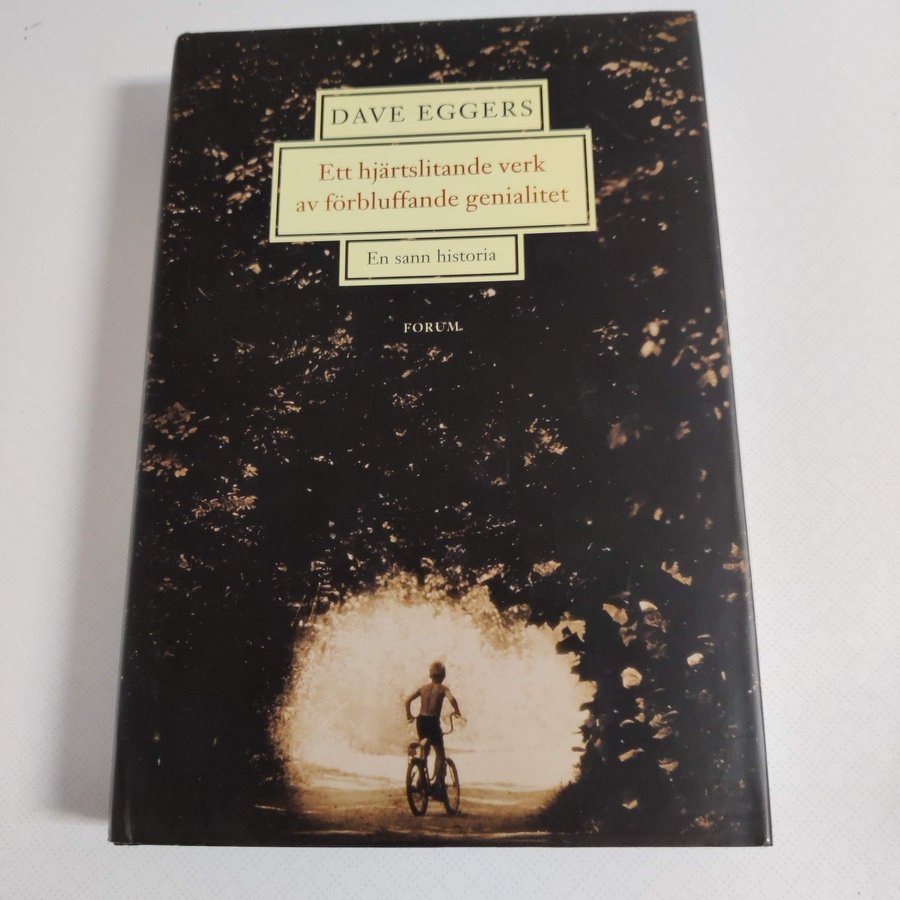 DAVE EGGERS
Ett hjärtslitande verk
av förbluffande genialitet
En sann historia
FORUM